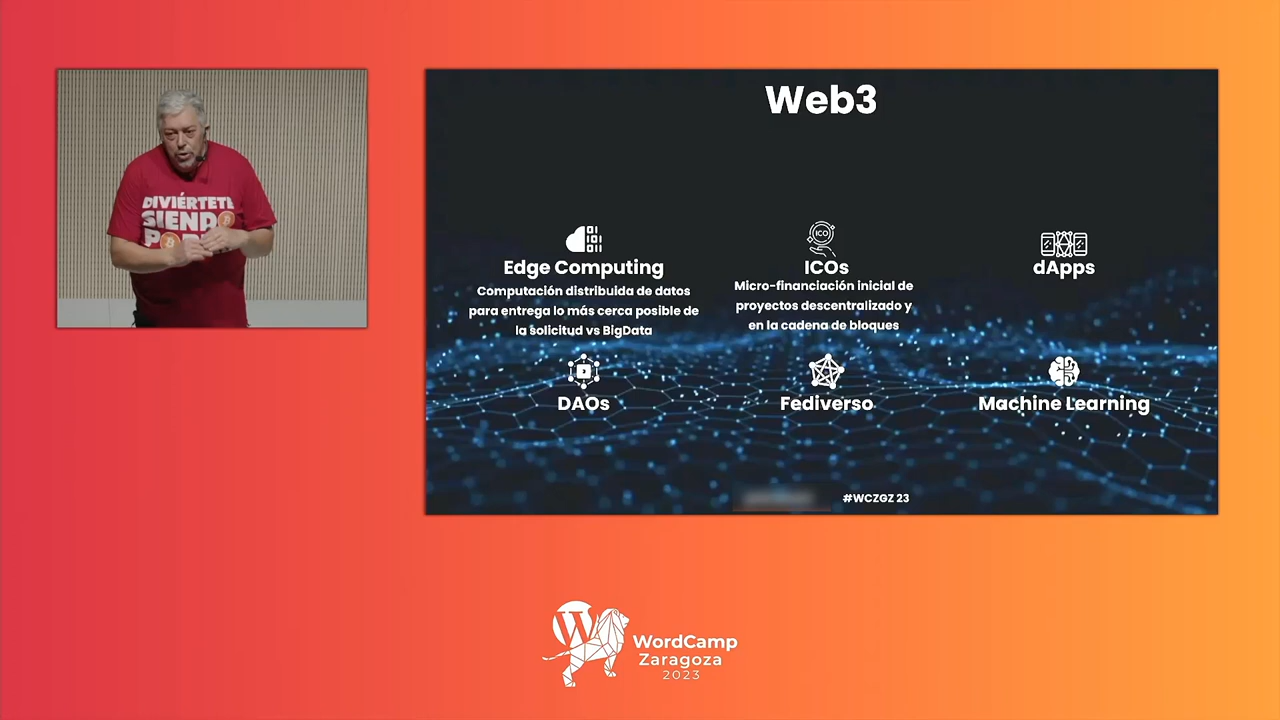 DIVIÉRTETE
SIENDO
Web3
ICO
Edge Computing
Computación distribuida de datos
para entrega lo más cerca posible de
la solicitud vs BigData
ICOs
Micro-financiación inicial de
proyectos descentralizado y
en la cadena de bloques
dApps
DAOs
Fediverso
Machine Learning
#WCZGZ 23
W
WordCamp
Zaragoza
2023